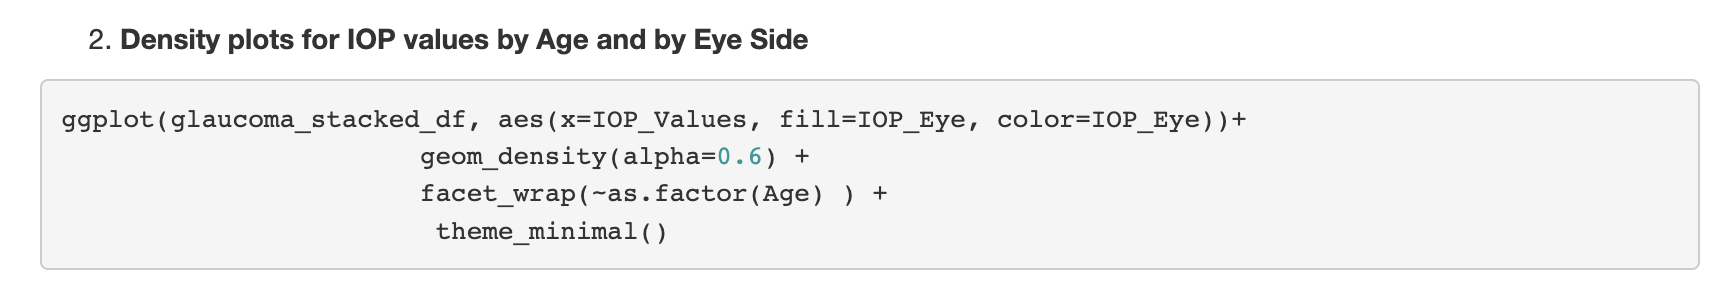 2. Density plots for IOP values by Age and by Eye Side
ggplot(glaucoma_stacked_df, aes(x=IOP_Values, fill=IOP_Eye, color=IOP_Eye))+
geom_density(alpha=0.6) +
facet_wrap(~as.factor(Age) ) +
theme_minimal()